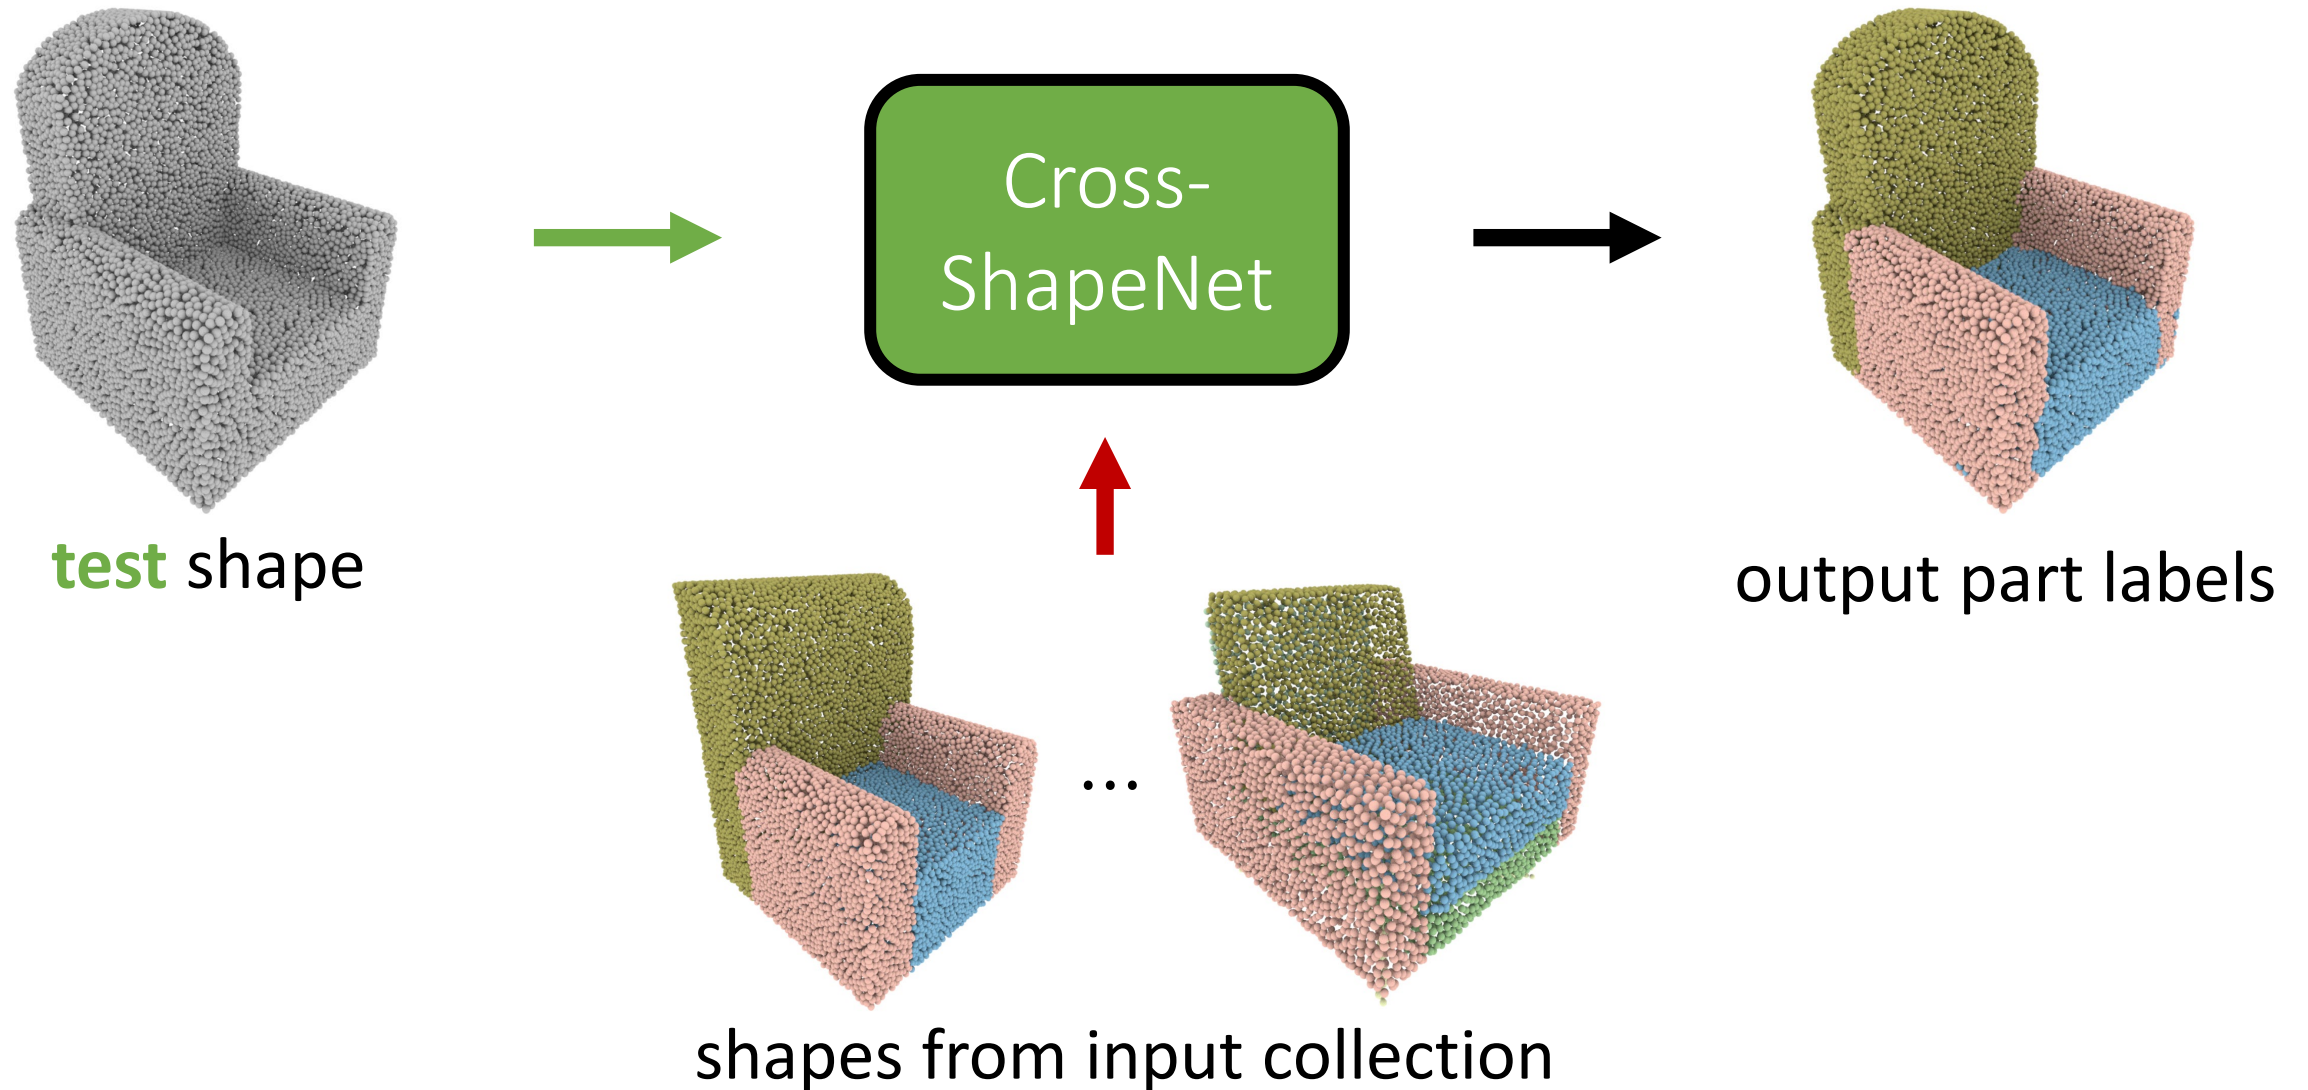 Cross-
ShapeNet
test shape
output part labels
...
shapes from input collection